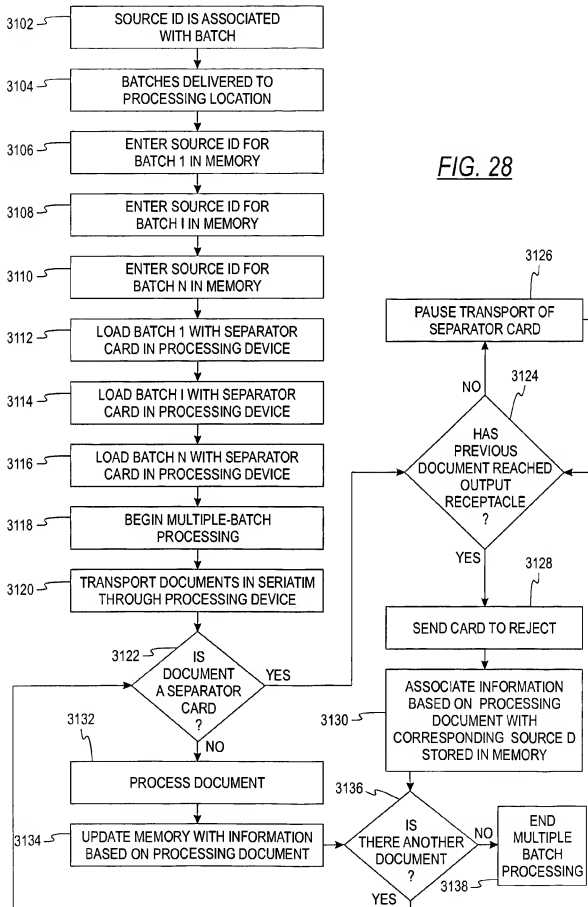 3102
SOURCE ID IS ASSOCIATED
WITH BATCH
3104
BATCHES DELIVERED TO
PROCESSING LOCATION
3106
ENTER SOURCE ID FOR
BATCH 1 IN MEMORY
3108
ENTER SOURCE ID FOR
BATCH I IN MEMORY
3110
ENTER SOURCE ID FOR
BATCH N IN MEMORY
3112
LOAD BATCH 1 WITH SEPARATOR
CARD IN PROCESSING DEVICE
3114
LOAD BATCH I WITH SEPARATOR
CARD IN PROCESSING DEVICE
3116
LOAD BATCH N WITH SEPARATOR
CARD IN PROCESSING DEVICE
3118
BEGIN MULTIPLE-BATCH
PROCESSING
3120
TRANSPORT DOCUMENTS IN SERIATIM
THROUGH PROCESSING DEVICE
3122
IS
DOCUMENT
A SEPARATOR
CARD
?
YES
NO
3132
PROCESS DOCUMENT
3134
UPDATE MEMORY WITH INFORMATION
BASED ON PROCESSING DOCUMENT
FIG. 28
3126
PAUSE TRANSPORT OF
SEPARATOR CARD
NO
3124
HAS
PREVIOUS
DOCUMENT REACHED
OUTPUT
RECEPTACLE
?
YES
3128
SEND CARD TO REJECT
3130
ASSOCIATE INFORMATION
BASED ON PROCESSING
DOCUMENT WITH
CORRESPONDING SOURCE D
STORED IN MEMORY
3136
IS
THERE ANOTHER
DOCUMENT
?
NO
YES
END
MULTIPLE
BATCH
PROCESSING
3138